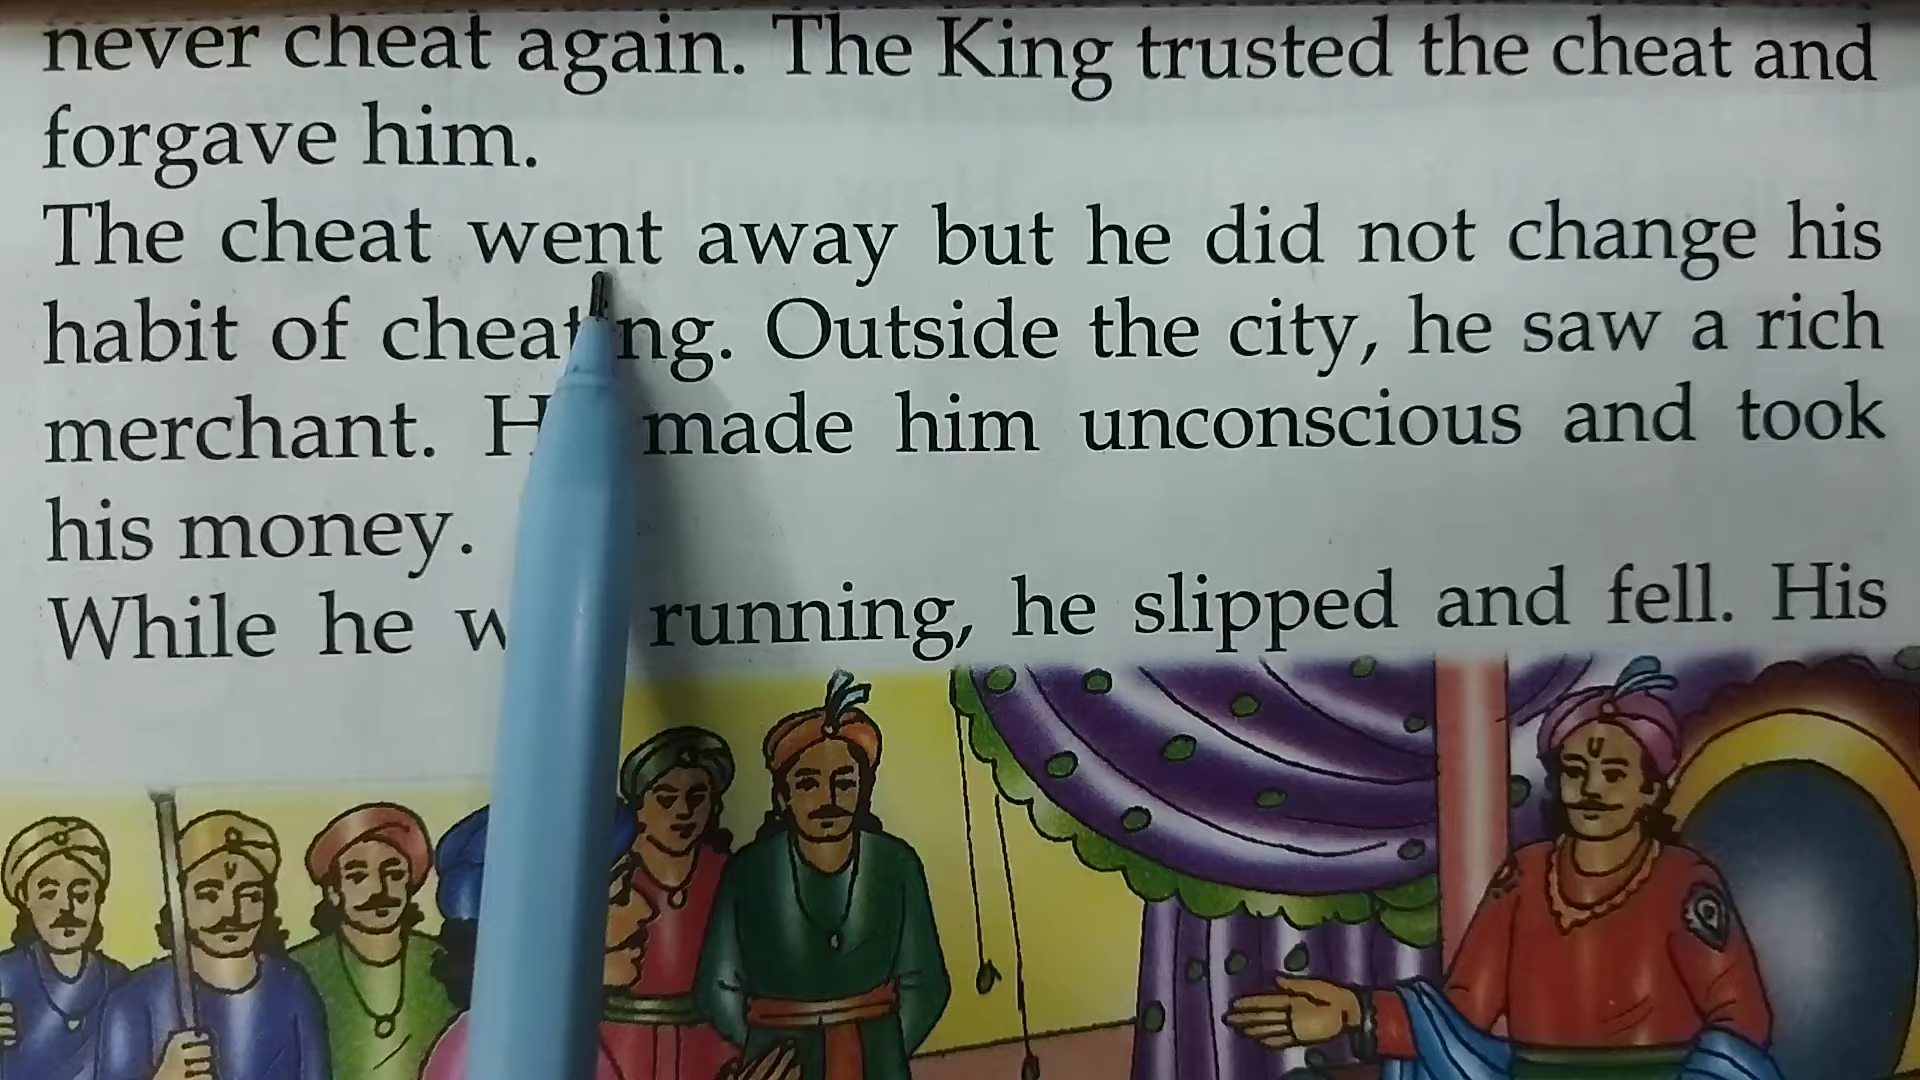 never cheat again. The King trusted the cheat and
forgave him.
The cheat went away but he did not change his
habit of cheating. Outside the city, he saw a rich
merchant. made him unconscious and took
his money.
While he running, he slipped and fell. His